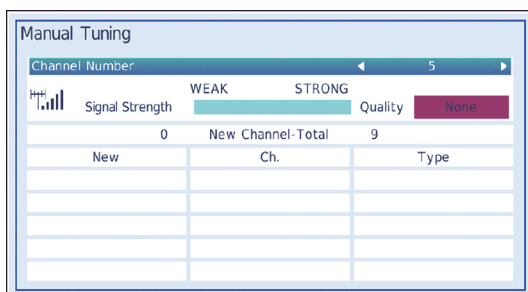 Manual Tuning
Channel Number 5
WEAK STRONG
Signal Strength Quality None
0 New Channel-Total 9
New Ch. Type